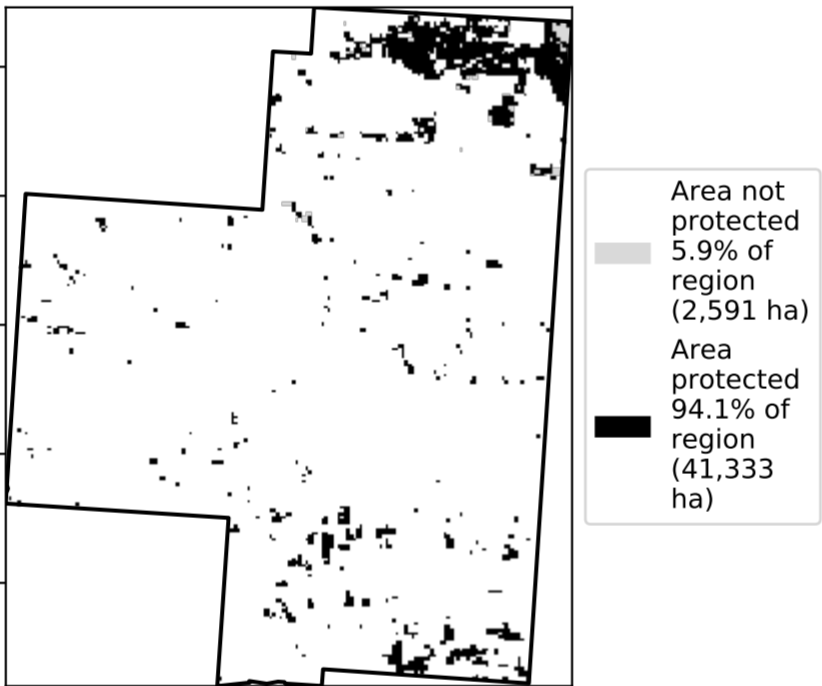 Area not
protected
5.9% of
region
(2,591 ha)
Area
protected
94.1% of
region
(41,333
ha)